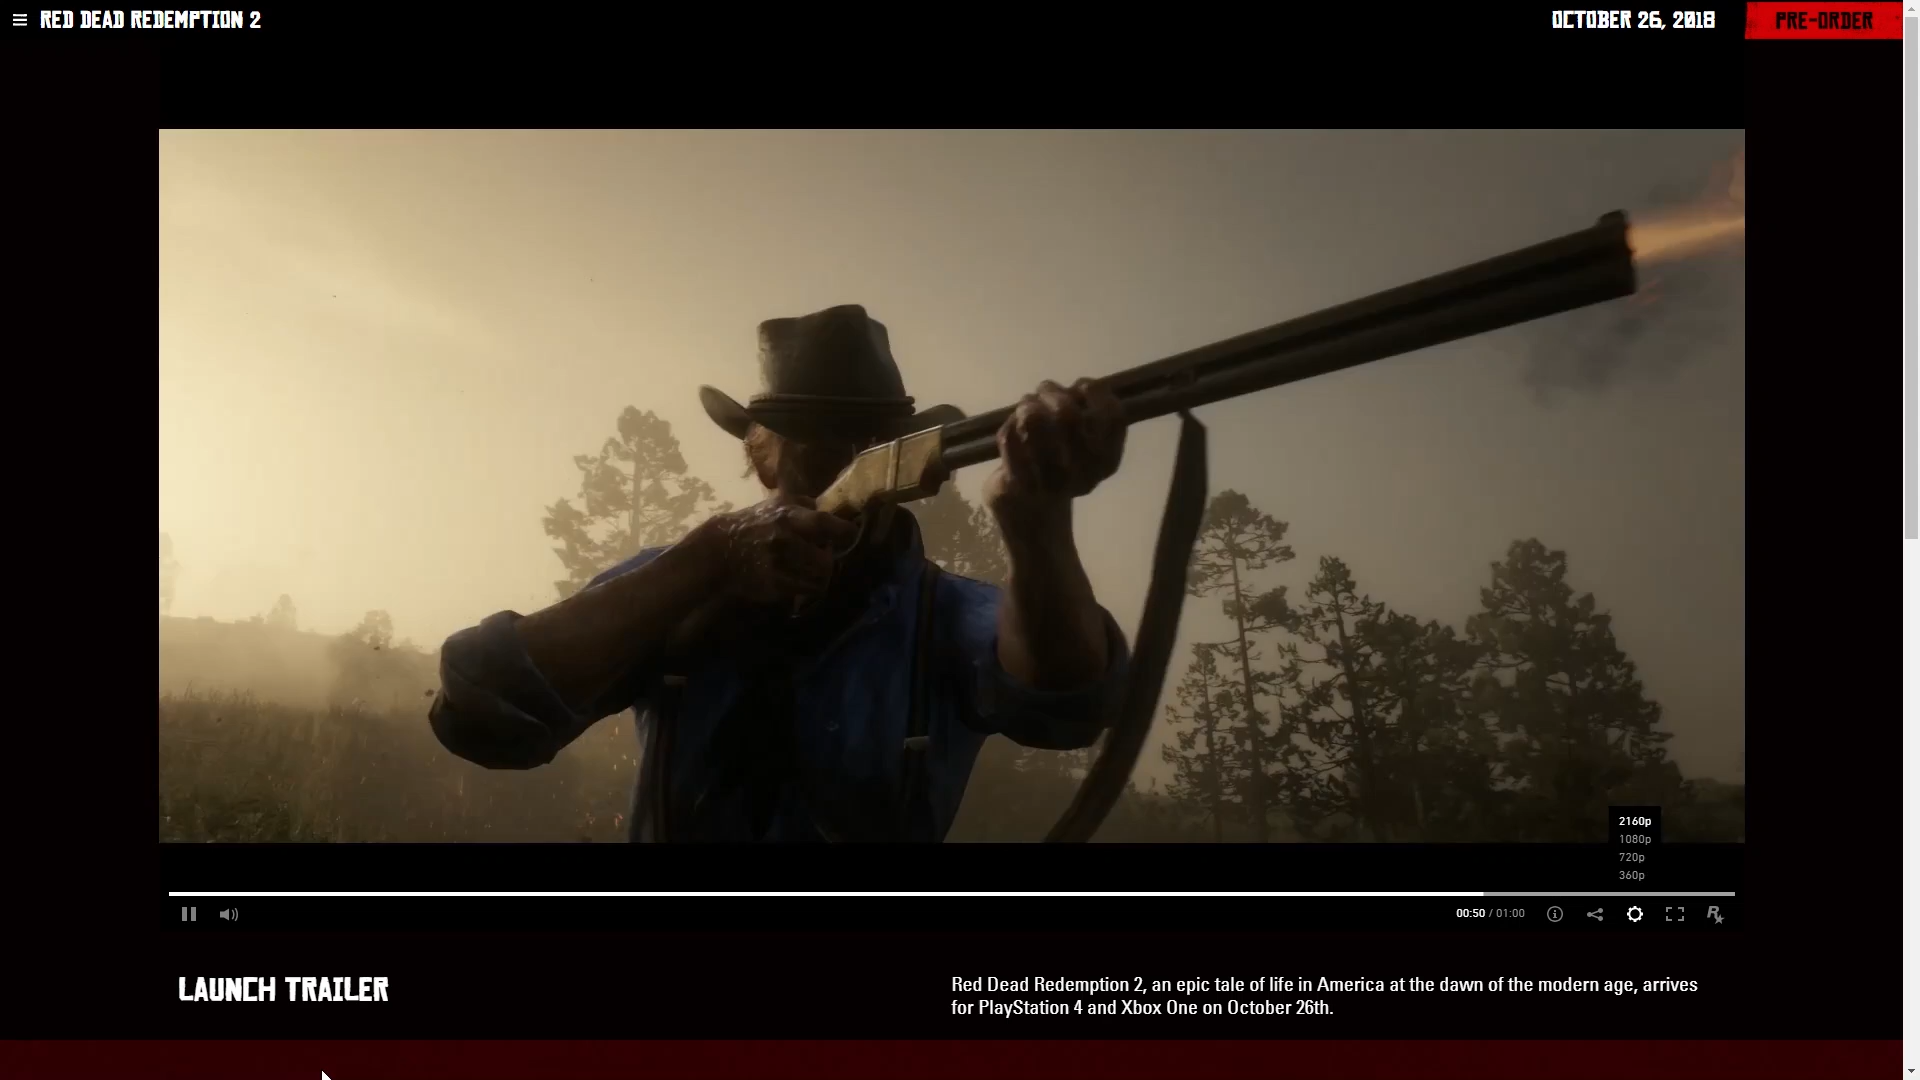 RED DEAD REDEMPTION 2
OCTOBER 26, 2018
PRE-ORDER
2160p
1080p
720p
360p
00:50 / 01:00
LAUNCH TRAILER
Red Dead Redemption 2, an epic tale of life in America at the dawn of the modern age, arrives
for PlayStation 4 and Xbox One on October 26th.